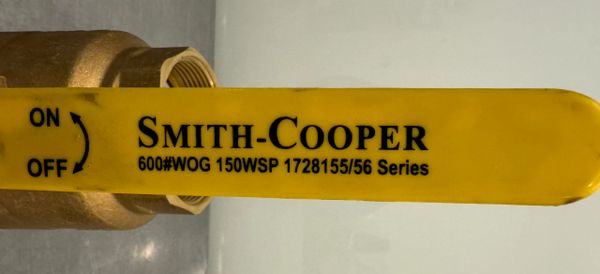 ON
OFF
SMITH-COOPER
600#WOG 150WSP 1728155/56 Series